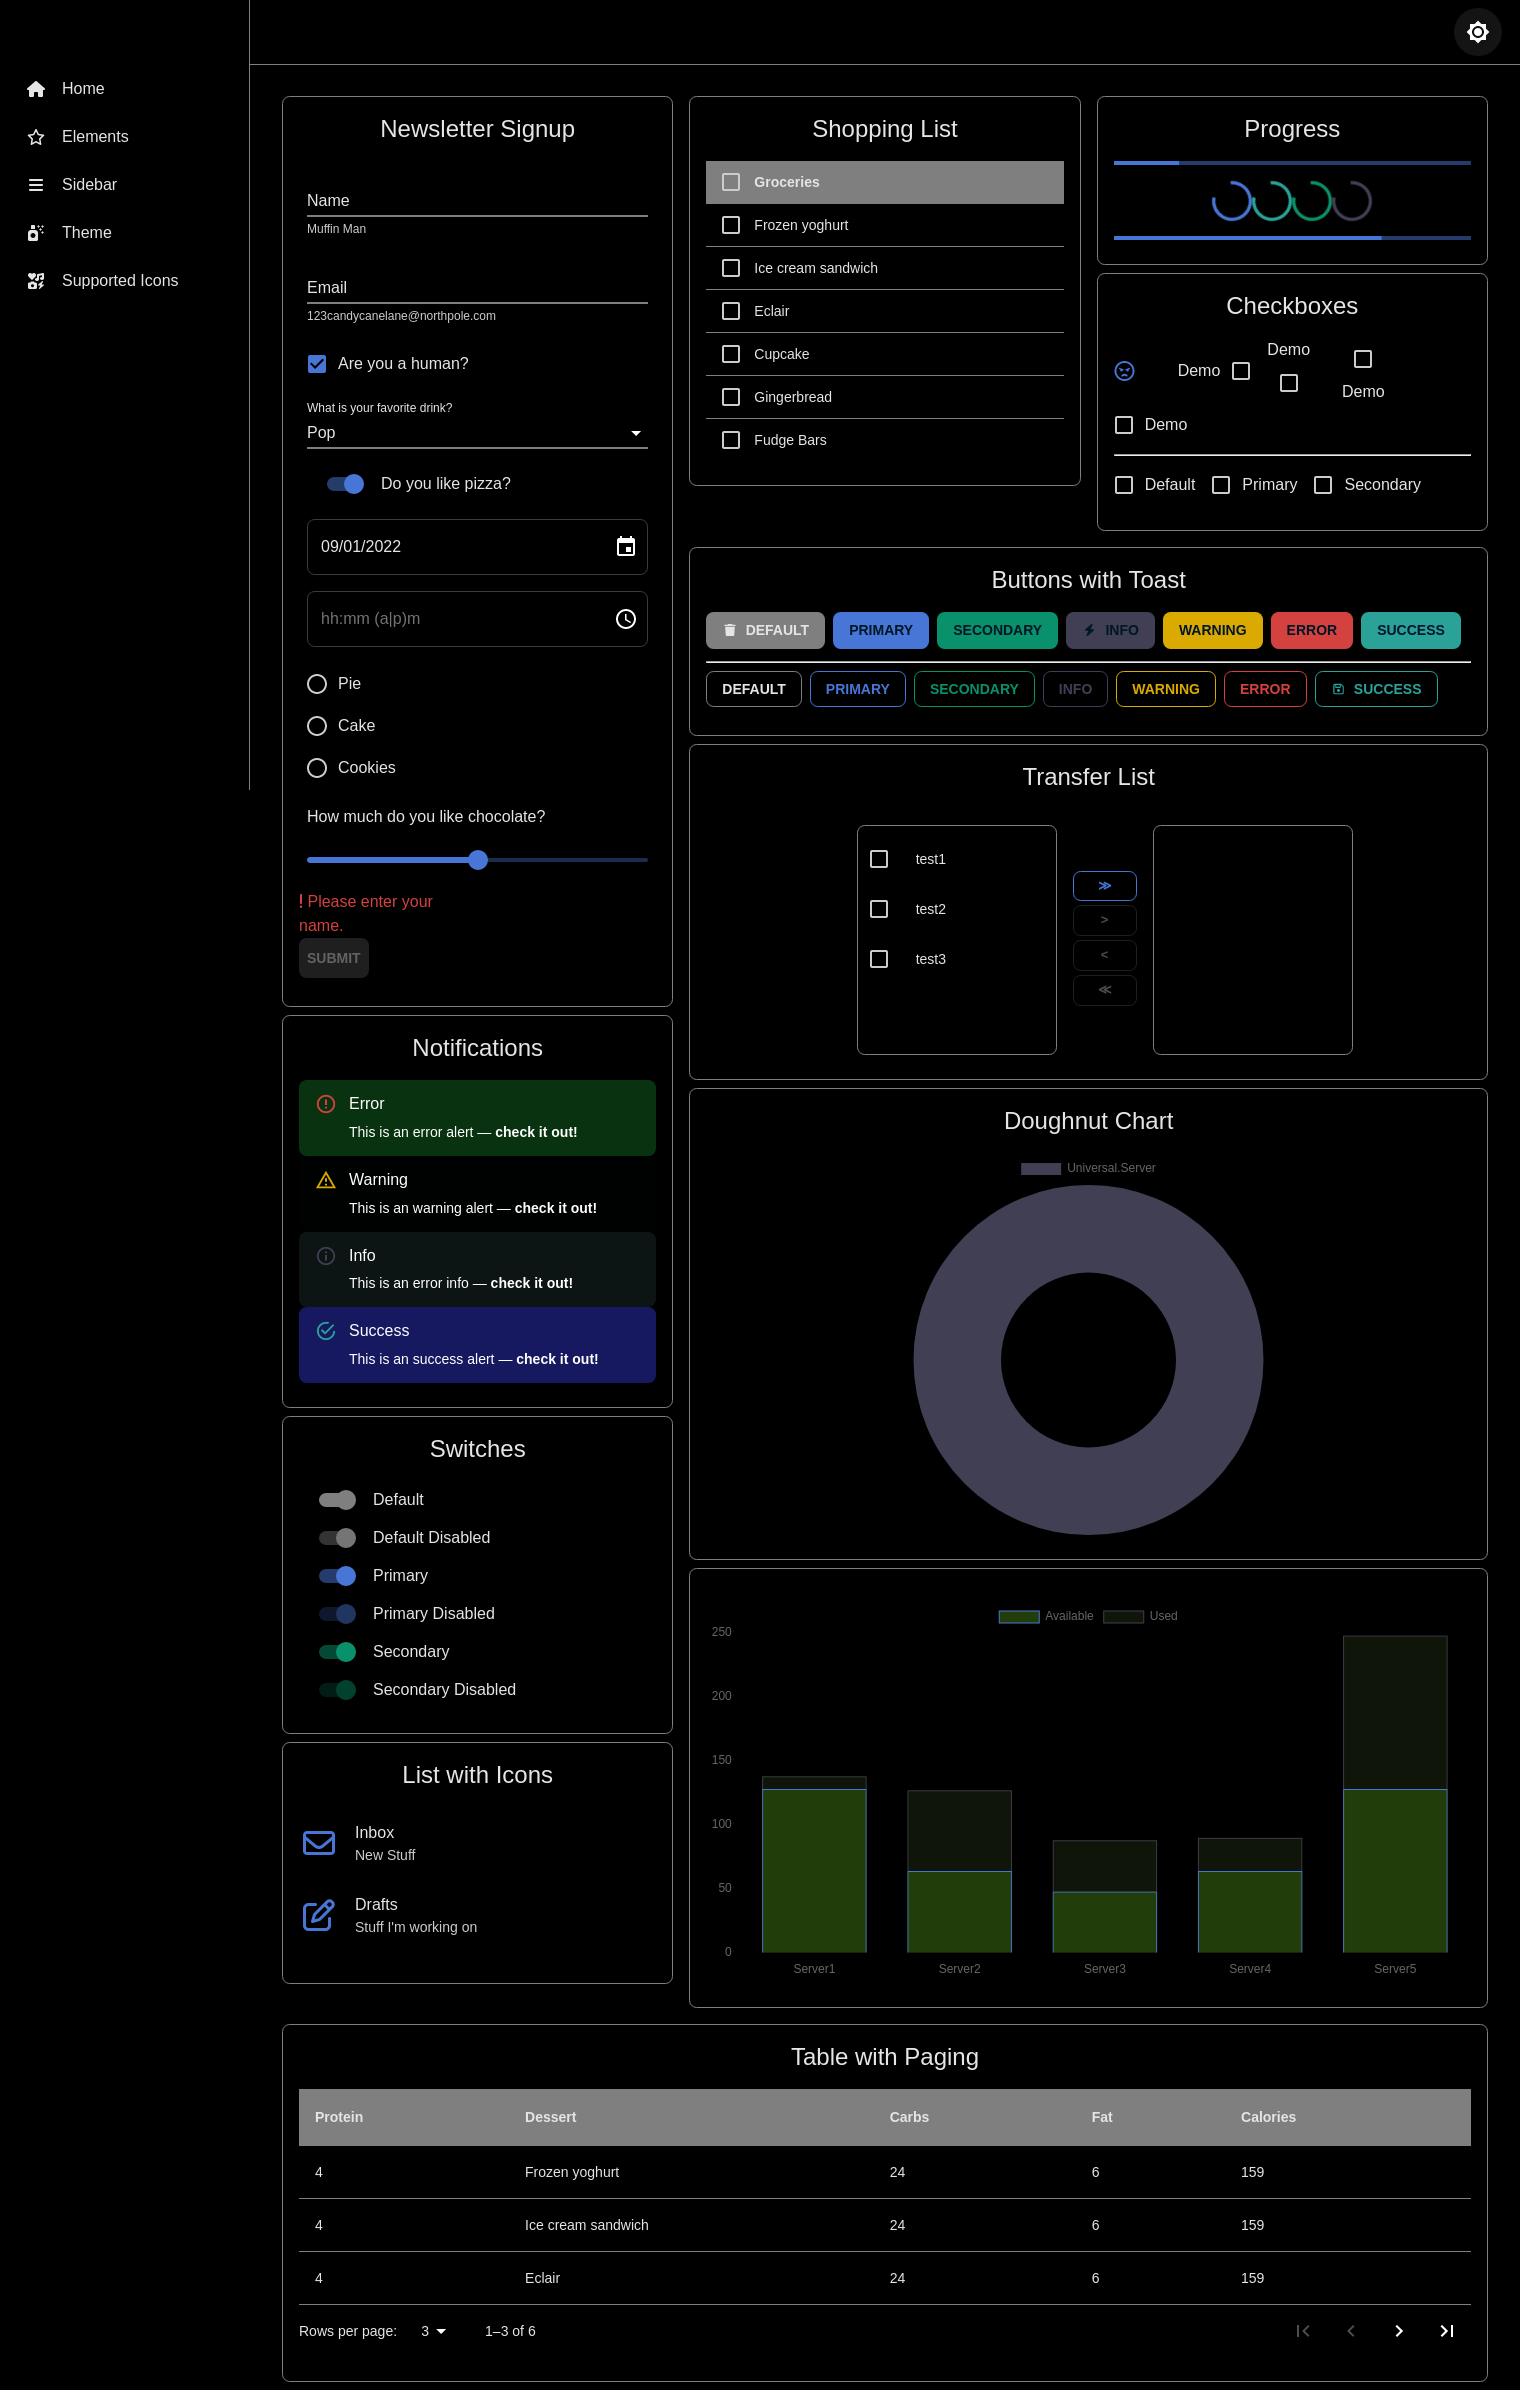 Home
Elements
Sidebar
Theme
Supported Icons
Newsletter Signup
Name
Muffin Man
Email
123candycanelane@northpole.com
Are you a human?
What is your favorite drink?
Pop
Do you like pizza?
09/01/2022
hh:mm (a|p)m
Pie
Cake
Cookies
How much do you like chocolate?
! Please enter your
name.
SUBMIT
Shopping List
Groceries
Frozen yoghurt
Ice cream sandwich
Eclair
Cupcake
Gingerbread
Fudge Bars
Progress
Checkboxes
Demo
Demo
Demo
Demo
Default Primary Secondary
Buttons with Toast
DEFAULT PRIMARY SECONDARY INFO WARNING ERROR SUCCESS
DEFAULT PRIMARY SECONDARY INFO WARNING ERROR SUCCESS
Transfer List
test1
test2
test3
≫
>
<
≪
Notifications
Error
This is an error alert — check it out!
Warning
This is an warning alert — check it out!
Info
This is an error info — check it out!
Success
This is an success alert — check it out!
Switches
Default
Default Disabled
Primary
Primary Disabled
Secondary
Secondary Disabled
List with Icons
Inbox
New Stuff
Drafts
Stuff I'm working on
Doughnut Chart
Universal.Server
Available Used
250
200
150
100
50
0
Server1 Server2 Server3 Server4 Server5
Table with Paging
Protein Dessert Carbs Fat Calories
4 Frozen yoghurt 24 6 159
4 Ice cream sandwich 24 6 159
4 Eclair 24 6 159
Rows per page: 3 1–3 of 6